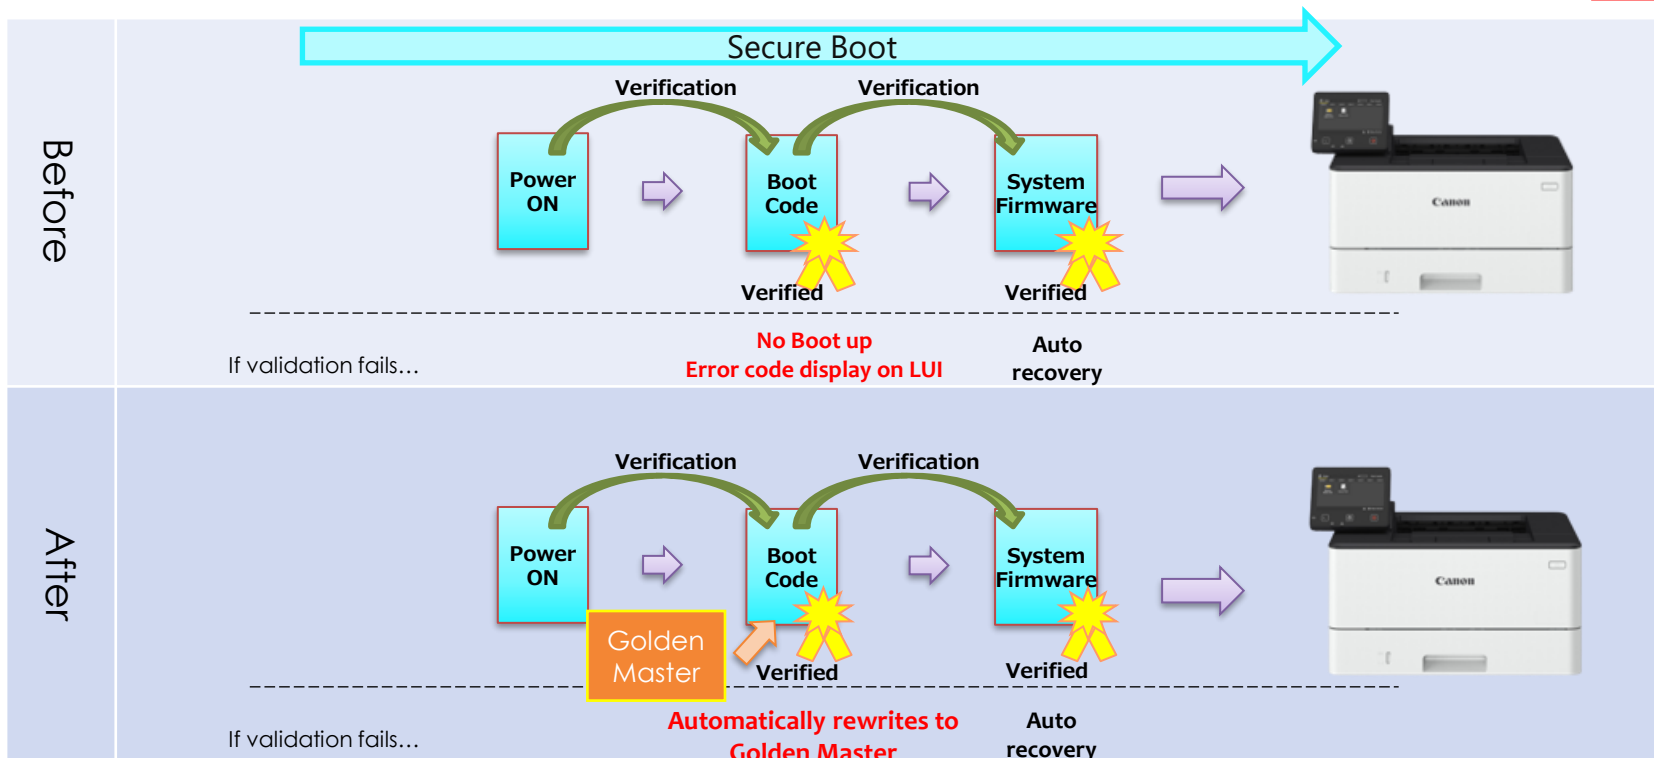 Secure Boot
Before
Verification
Verification
Power
ON
Boot
Code
System
Firmware
Canon
Verified
Verified
If validation fails...
No Boot up
Error code display on LUI
Auto
recovery
After
Verification
Verification
Power
ON
Boot
Code
System
Firmware
Canon
Golden
Master
Verified
Verified
If validation fails...
Automatically rewrites to
Golden Master
Auto
recovery